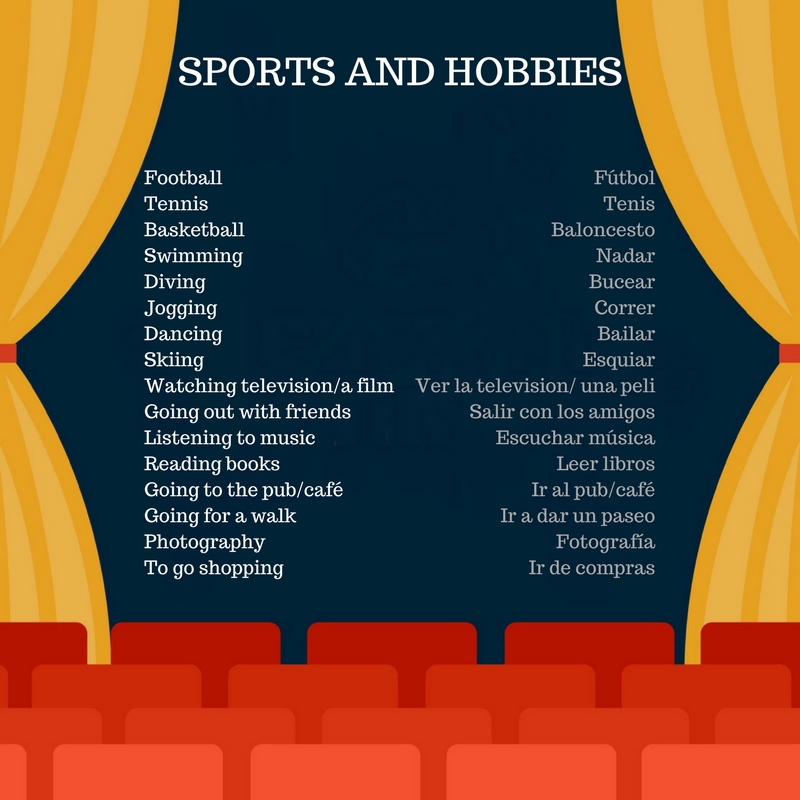 SPORTS AND HOBBIES
Football Fútbol
Tennis Tenis
Basketball Baloncesto
Swimming Nadar
Diving Bucear
Jogging Correr
Dancing Bailar
Skiing Esquiar
Watching television/a film Ver la television/ una peli
Going out with friends Salir con los amigos
Listening to music Escuchar música
Reading books Leer libros
Going to the pub/café Ir al pub/café
Going for a walk Ir a dar un paseo
Photography Fotografía
To go shopping Ir de compras